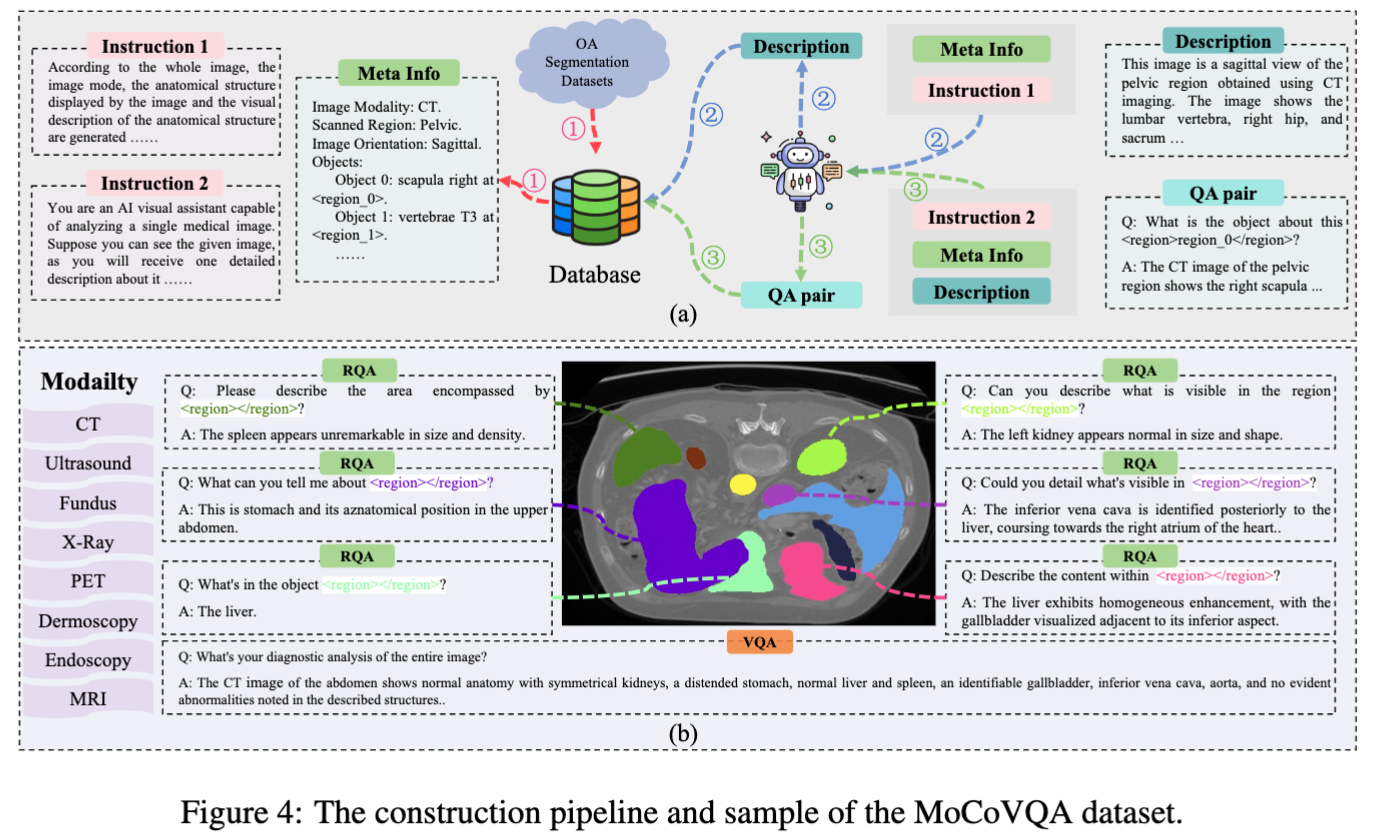 Instruction 1
According to the whole image, the
image mode, the anatomical structure
displayed by the image and the visual
description of the anatomical structure
are generated ……
Instruction 2
You are an AI visual assistant capable
of analyzing a single medical image.
Suppose you can see the given image,
as you will receive one detailed
description about it ……
Meta Info
Image Modality: CT.
Scanned Region: Pelvic.
Image Orientation: Sagittal.
Objects:
Object 0: scapula right at
<region_0>.
Object 1: vertebrae T3 at
<region_1>.
……
OA
Segmentation
Datasets
①
①
Database
Description
②
②
②
③
③
③
QA pair
Meta Info
Instruction 1
Instruction 2
Meta Info
Description
Description
This image is a sagittal view of the
pelvic region obtained using CT
imaging. The image shows the
lumbar vertebra, right hip, and
sacrum …
QA pair
Q: What is the object about this
<region>region_0</region>?
A: The CT image of the pelvic
region shows the right scapula ...
(a)
Modailty
CT
Ultrasound
Fundus
X-Ray
PET
Dermoscopy
Endoscopy
MRI
RQA
Q: Please describe the area encompassed by
<region></region>?
A: The spleen appears unremarkable in size and density.
RQA
Q: What can you tell me about <region></region>?
A: This is stomach and its aznatomical position in the upper
abdomen.
RQA
Q: What's in the object <region></region>?
A: The liver.
RQA
Q: Can you describe what is visible in the region
<region></region>?
A: The left kidney appears normal in size and shape.
RQA
Q: Could you detail what's visible in <region></region>?
A: The inferior vena cava is identified posteriorly to the
liver, coursing towards the right atrium of the heart..
RQA
Q: Describe the content within <region></region>?
A: The liver exhibits homogeneous enhancement, with the
gallbladder visualized adjacent to its inferior aspect.
VQA
Q: What's your diagnostic analysis of the entire image?
A: The CT image of the abdomen shows normal anatomy with symmetrical kidneys, a distended stomach, normal liver and spleen, an identifiable gallbladder, inferior vena cava, aorta, and no evident
abnormalities noted in the described structures..
(b)
Figure 4: The construction pipeline and sample of the MoCoVQA dataset.